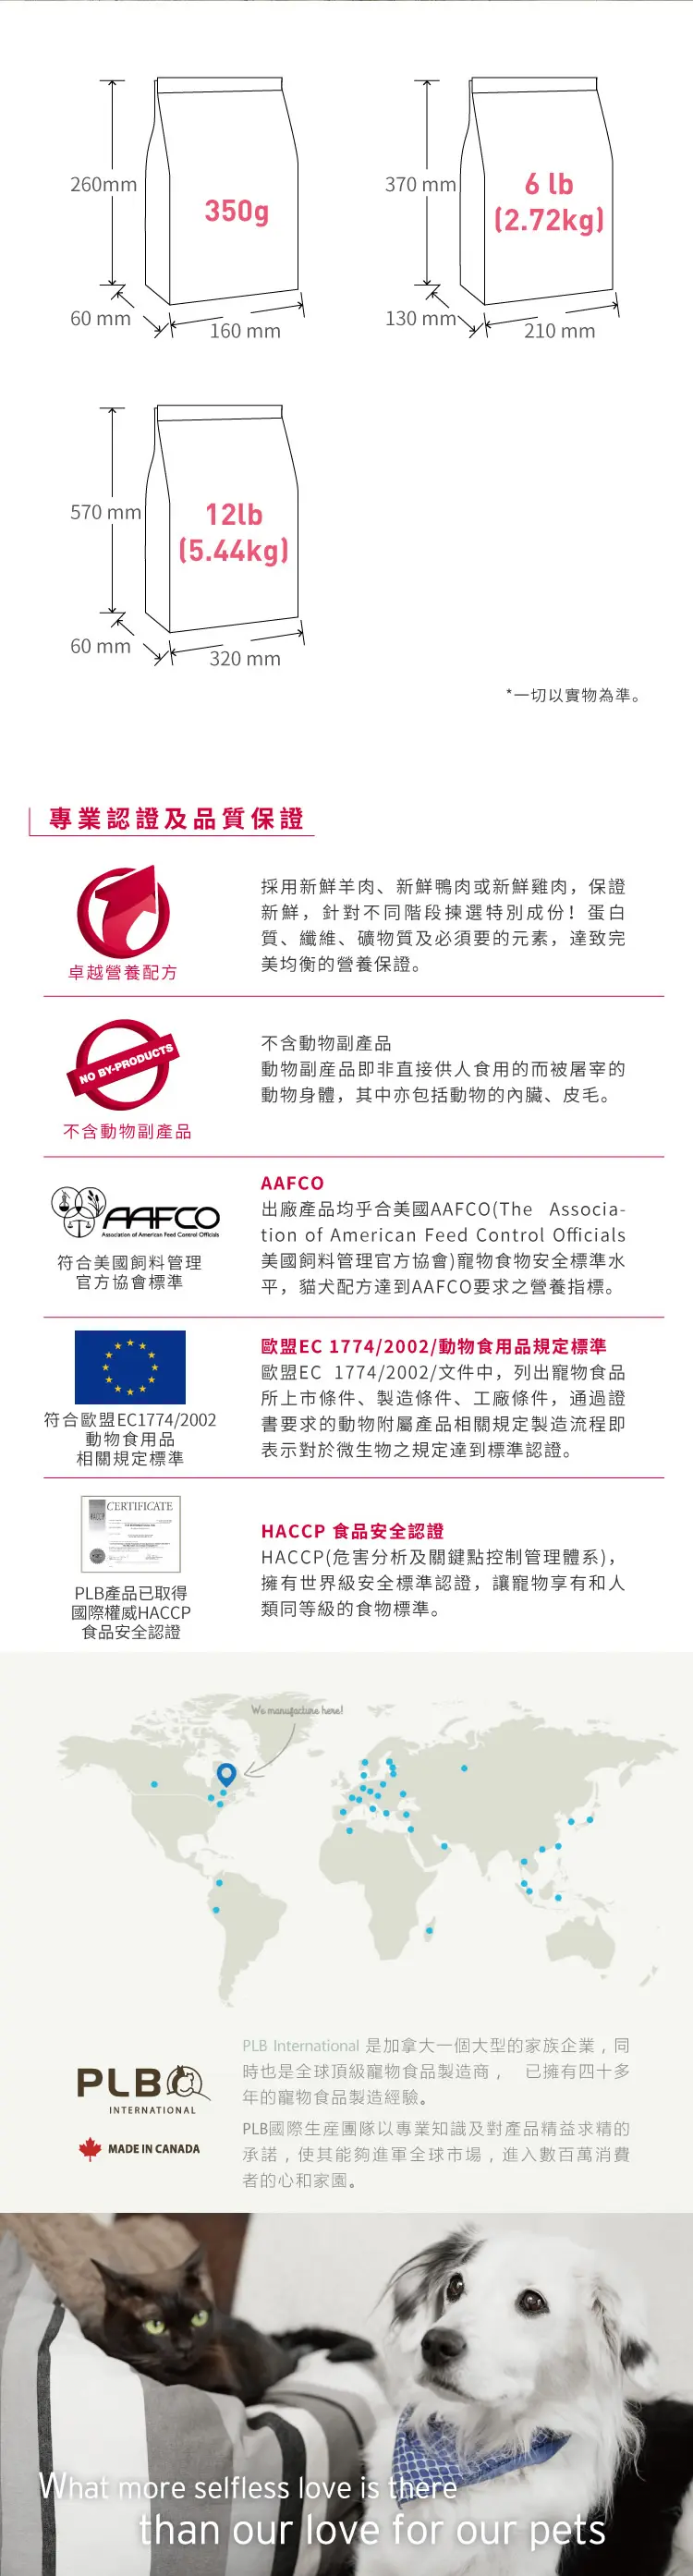 260mm
350g
60 mm
160 mm
370 mm
6 lb
(2.72kg)
130 mm
210 mm
570 mm
12lb
(5.44kg)
60 mm
320 mm
*一切以實物為準。
專業認證及品質保證
卓越營養配方
採用新鮮羊肉、新鮮鴨肉或新鮮雞肉，保證
新鮮，針對不同階段揀選特別成份！蛋白
質、纖維、礦物質及必須要的元素，達致完
美均衡的營養保證。
NO BY-PRODUCTS
不含動物副產品
不含動物副產品
動物副産品即非直接供人食用的而被屠宰的
動物身體，其中亦包括動物的內臟、皮毛。
AAFCO
Association of American Feed Control Officials
符合美國飼料管理
官方協會標準
AAFCO
出廠產品均乎合美國AAFCO(The Associa-
tion of American Feed Control Officials
美國飼料管理官方協會)寵物食物安全標準水
平，貓犬配方達到AAFCO要求之營養指標。
符合歐盟EC1774/2002
動物食用品
相關規定標準
歐盟EC 1774/2002/動物食用品規定標準
歐盟EC 1774/2002/文件中，列出寵物食品
所上市條件、製造條件、工廠條件，通過證
書要求的動物附屬產品相關規定製造流程即
表示對於微生物之規定達到標準認證。
HACCP
CERTIFICATE
PLB產品已取得
國際權威HACCP
食品安全認證
HACCP 食品安全認證
HACCP(危害分析及關鍵點控制管理體系)，
擁有世界級安全標準認證，讓寵物享有和人
類同等級的食物標準。
We manufacture here!
PLB
INTERNATIONAL
MADE IN CANADA
PLB International 是加拿大一個大型的家族企業，同
時也是全球頂級寵物食品製造商， 已擁有四十多
年的寵物食品製造經驗。
PLB國際生産團隊以專業知識及對產品精益求精的
承諾，使其能夠進軍全球市場，進入數百萬消費
者的心和家園。
What more selfless love is there
than our love for our pets